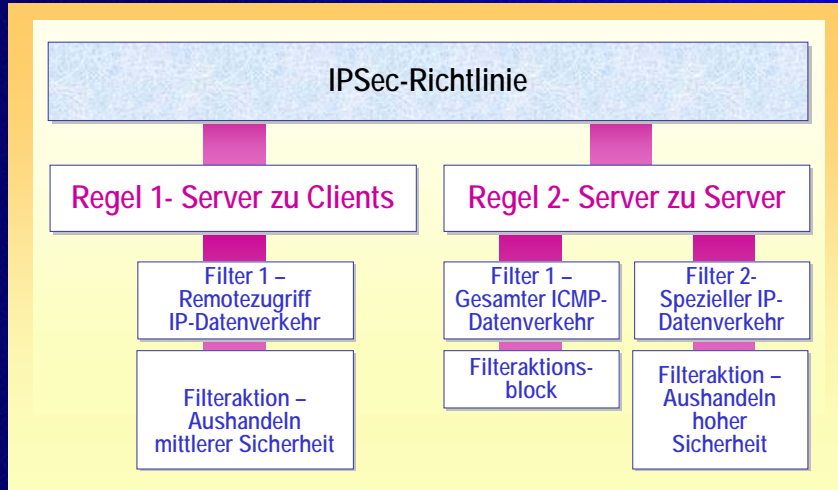 IPSec-Richtlinie
Regel 1- Server zu Clients
Regel 2- Server zu Server
Filter 1 –
Remotezugriff
IP-Datenverkehr
Filter 1 –
Gesamter ICMP-
Datenverkehr
Filter 2-
Spezieller IP-
Datenverkehr
Filteraktion –
Aushandeln
mittlerer Sicherheit
Filteraktions-
block
Filteraktion –
Aushandeln
hoher
Sicherheit